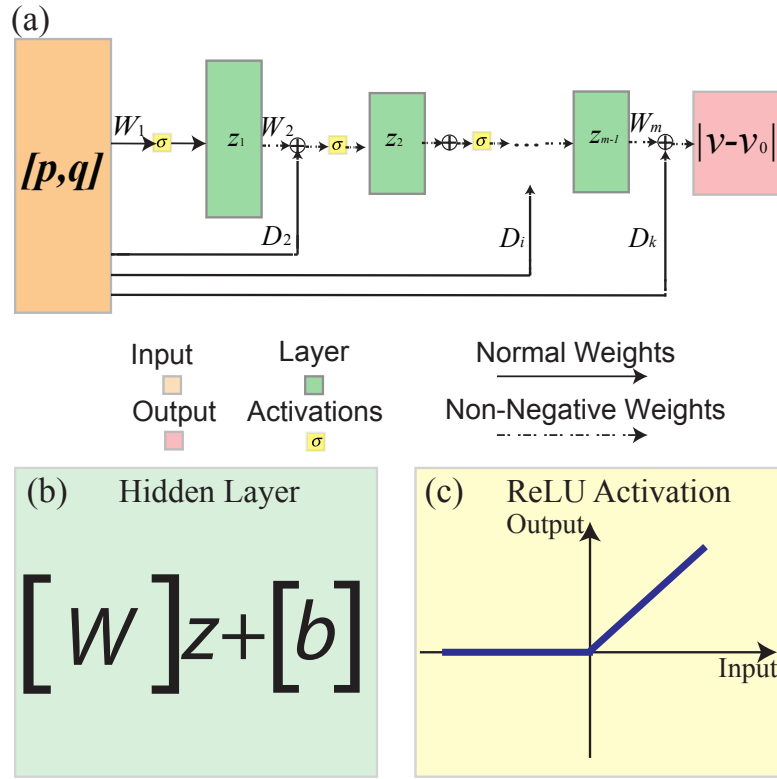 (a)
[p,q]
W1
σ
z1
W2
⊕
σ
z2
⊕
σ
....
zm-1
Wm
⊕
|v-v0|
D2
Di
Dk
Input
Layer
Normal Weights
Output
Activations
σ
Non-Negative Weights
(b) Hidden Layer
[W]z+[b]
(c) ReLU Activation
Output
Input